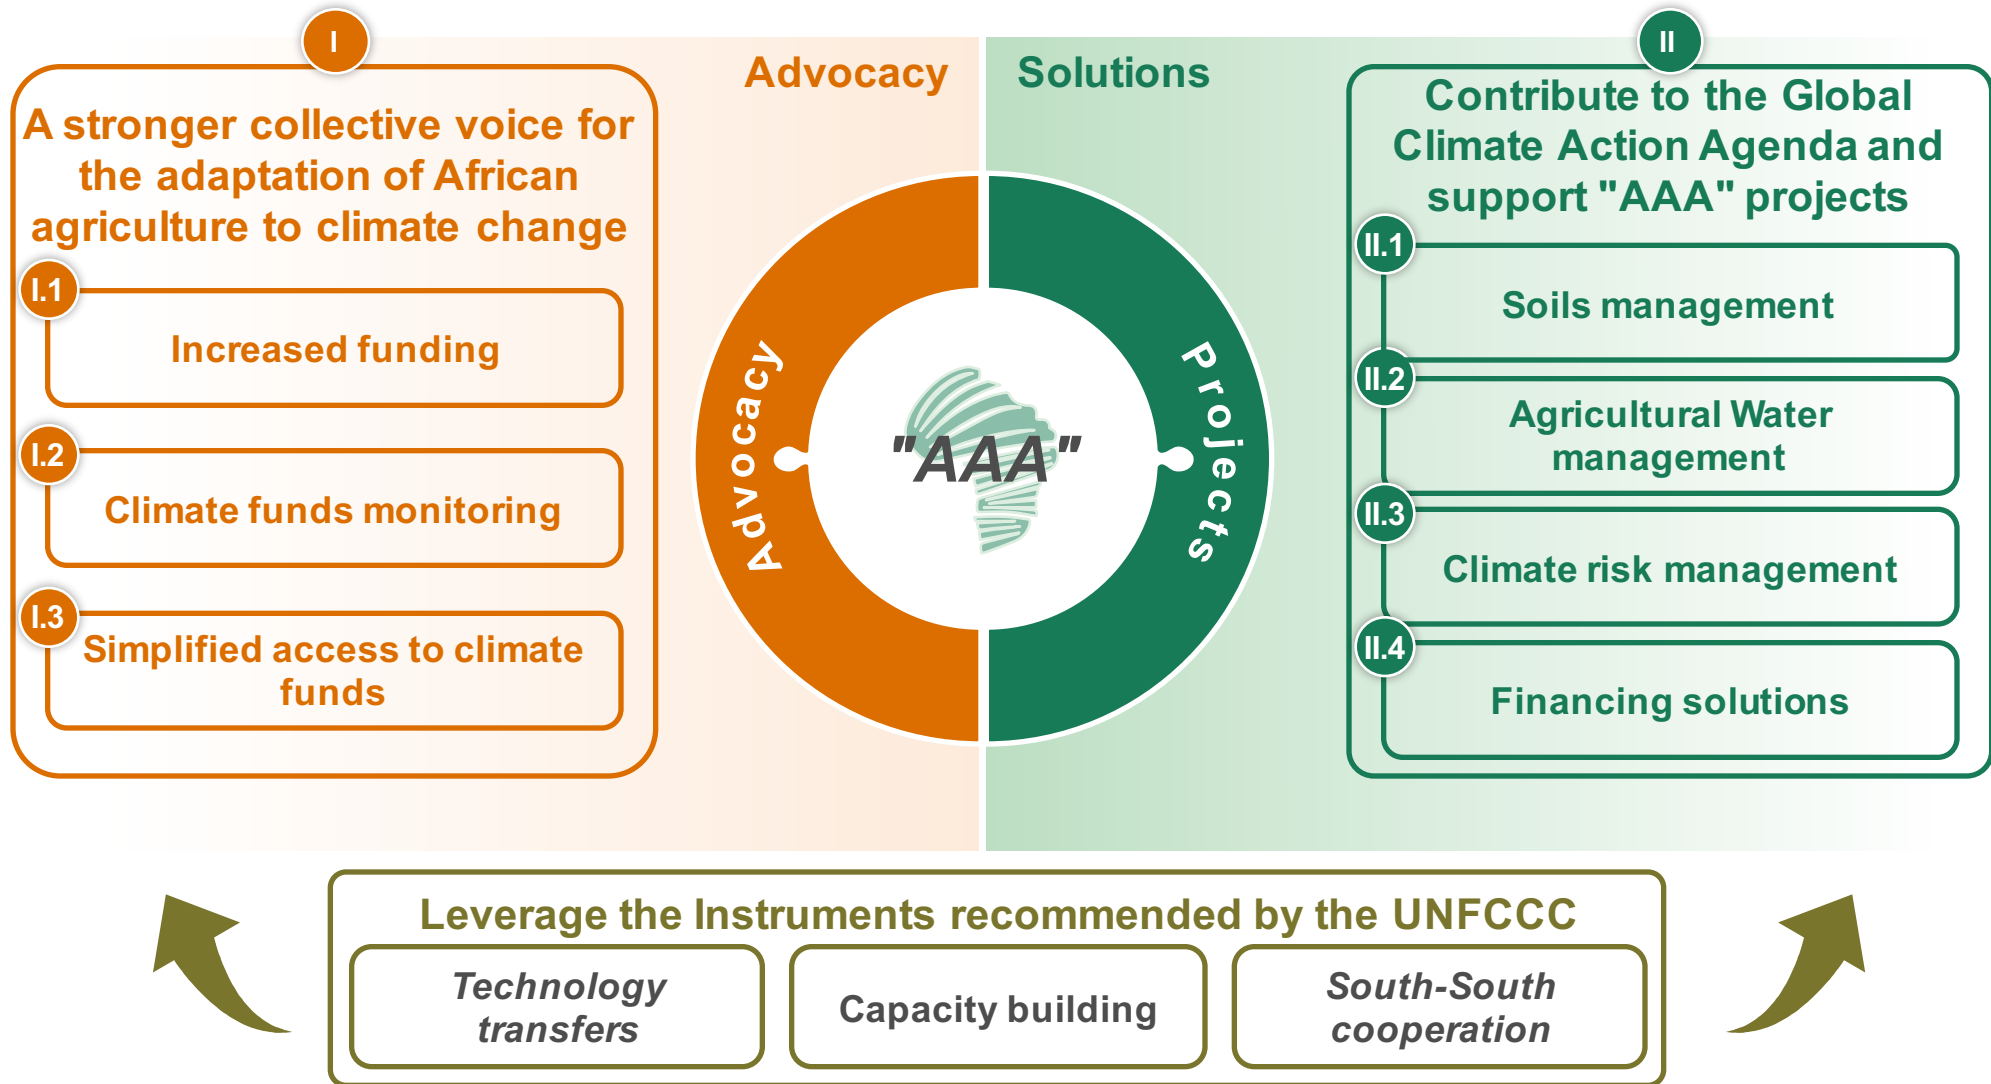 I
Advocacy
A stronger collective voice for
the adaptation of African
agriculture to climate change
I.1
Increased funding
I.2
Climate funds monitoring
I.3
Simplified access to climate
funds
Advocacy
"AAA"
Projects
Solutions
II
Contribute to the Global
Climate Action Agenda and
support "AAA" projects
II.1
Soils management
II.2
Agricultural Water
management
II.3
Climate risk management
II.4
Financing solutions
Leverage the Instruments recommended by the UNFCCC
Technology
transfers
Capacity building
South-South
cooperation